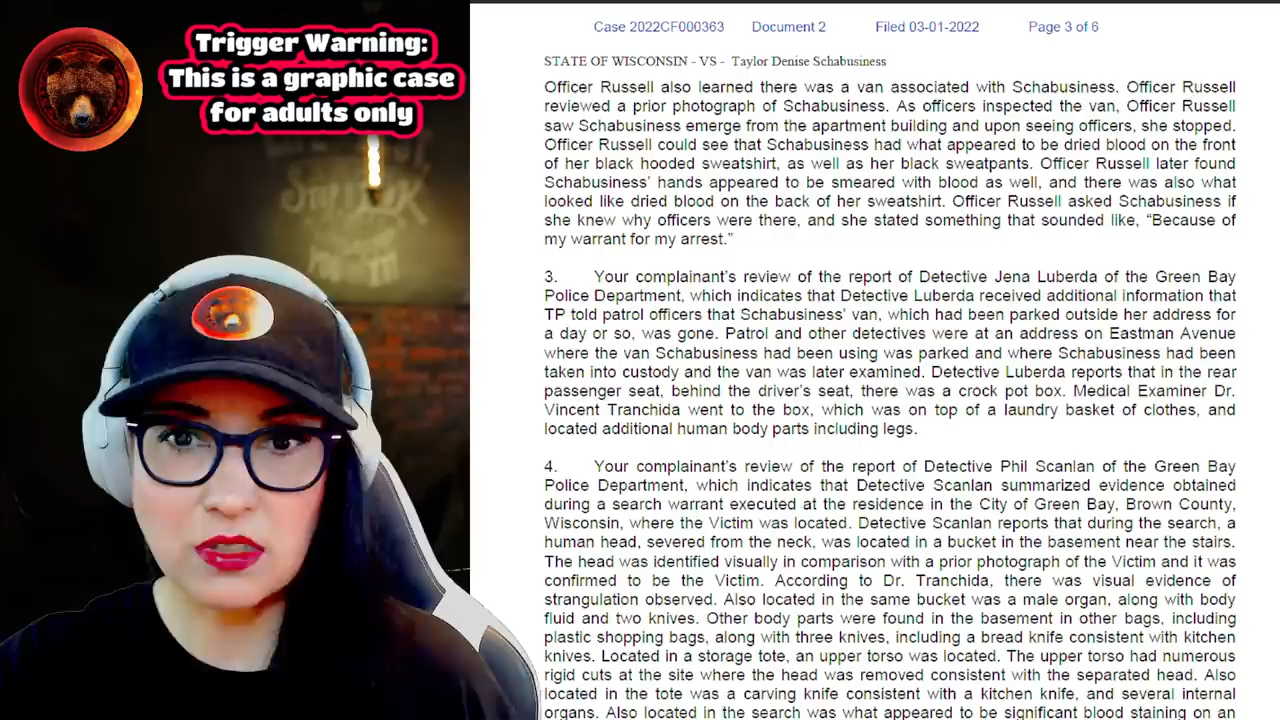 Trigger Warning:
This is a graphic case
for adults only
Case 2022CF000363 Document 2 Filed 03-01-2022 Page 3 of 6
STATE OF WISCONSIN - VS - Taylor Denise Schabusiness
Officer Russell also learned there was a van associated with Schabusiness. Officer Russell
reviewed a prior photograph of Schabusiness. As officers inspected the van, Officer Russell
saw Schabusiness emerge from the apartment building and upon seeing officers, she stopped.
Officer Russell could see that Schabusiness had what appeared to be dried blood on the front
of her black hooded sweatshirt, as well as her black sweatpants. Officer Russell later found
Schabusiness' hands appeared to be smeared with blood as well, and there was also what
looked like dried blood on the back of her sweatshirt. Officer Russell asked Schabusiness if
she knew why officers were there, and she stated something that sounded like, “Because of
my warrant for my arrest.”
3. Your complainant's review of the report of Detective Jena Luberda of the Green Bay
Police Department, which indicates that Detective Luberda received additional information that
TP told patrol officers that Schabusiness' van, which had been parked outside her address for
a day or so, was gone. Patrol and other detectives were at an address on Eastman Avenue
where the van Schabusiness had been using was parked and where Schabusiness had been
taken into custody and the van was later examined. Detective Luberda reports that in the rear
passenger seat, behind the driver's seat, there was a crock pot box. Medical Examiner Dr.
Vincent Tranchida went to the box, which was on top of a laundry basket of clothes, and
located additional human body parts including legs.
4. Your complainant's review of the report of Detective Phil Scanlan of the Green Bay
Police Department, which indicates that Detective Scanlan summarized evidence obtained
during a search warrant executed at the residence in the City of Green Bay, Brown County,
Wisconsin, where the Victim was located. Detective Scanlan reports that during the search, a
human head, severed from the neck, was located in a bucket in the basement near the stairs.
The head was identified visually in comparison with a prior photograph of the Victim and it was
confirmed to be the Victim. According to Dr. Tranchida, there was visual evidence of
strangulation observed. Also located in the same bucket was a male organ, along with body
fluid and two knives. Other body parts were found in the basement in other bags, including
plastic shopping bags, along with three knives, including a bread knife consistent with kitchen
knives. Located in a storage tote, an upper torso was located. The upper torso had numerous
rigid cuts at the site where the head was removed consistent with the separated head. Also
located in the tote was a carving knife consistent with a kitchen knife, and several internal
organs. Also located in the search was what appeared to be significant blood staining on an